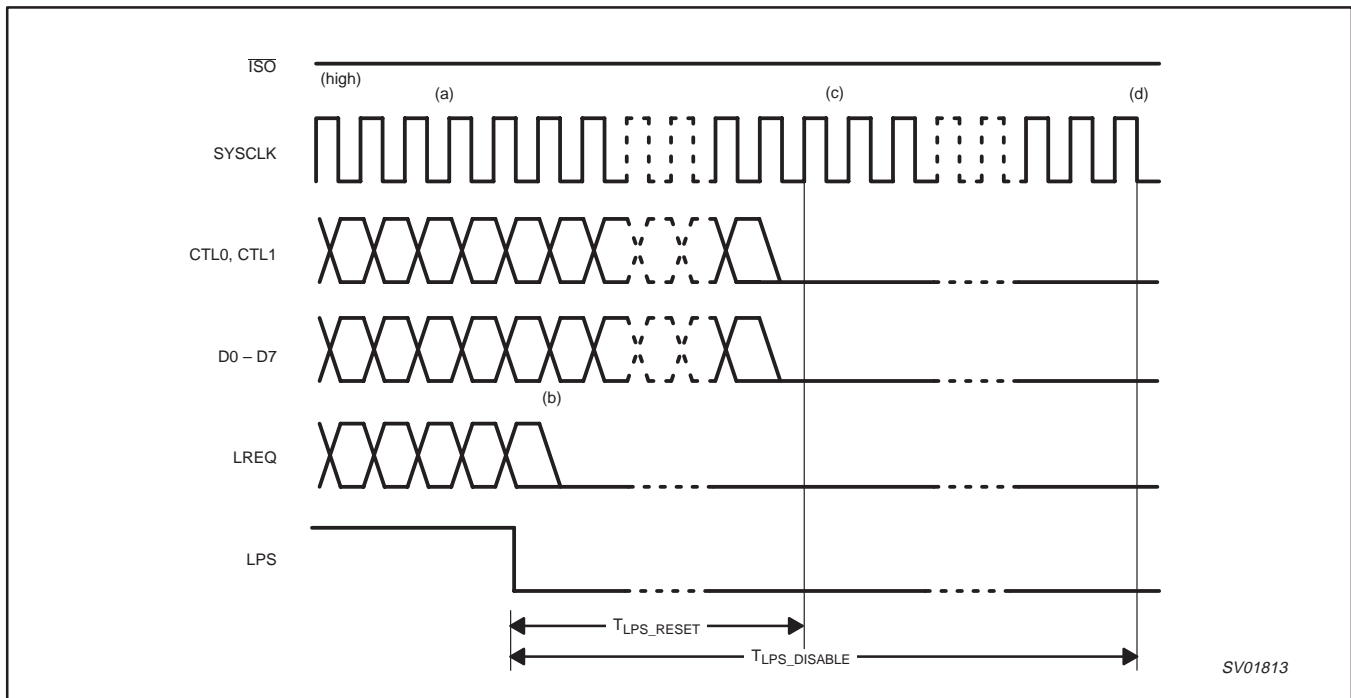 ISO
(high)
(a)
(c)
(d)
SYSCLK
CTL0, CTL1
D0 – D7
(b)
LREQ
LPS
TLPS_RESET
TLPS_DISABLE
SV01813